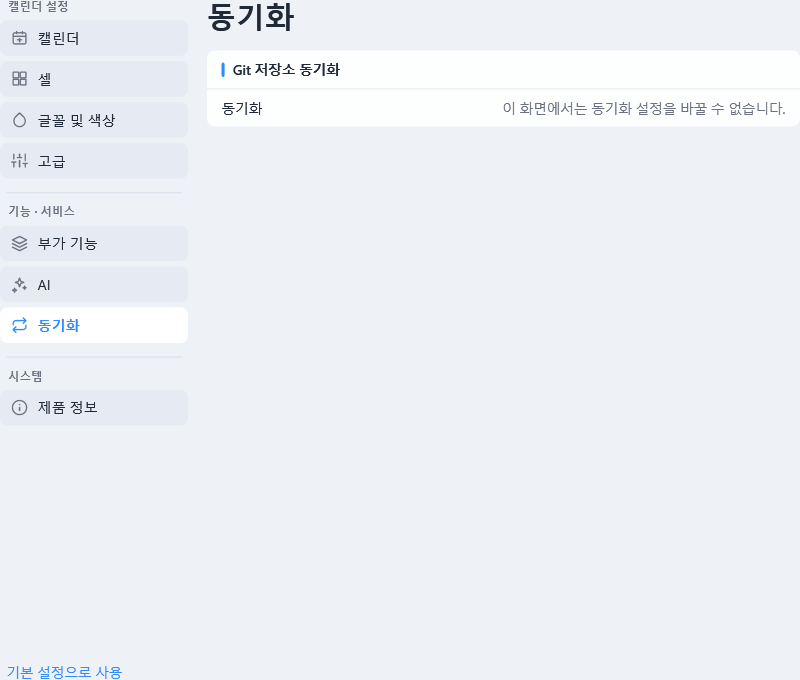 캘린더 설정
캘린더
셀
글꼴 및 색상
고급
기능 · 서비스
부가 기능
AI
동기화
시스템
제품 정보
기본 설정으로 사용
동기화
Git 저장소 동기화
동기화 이 화면에서는 동기화 설정을 바꿀 수 없습니다.